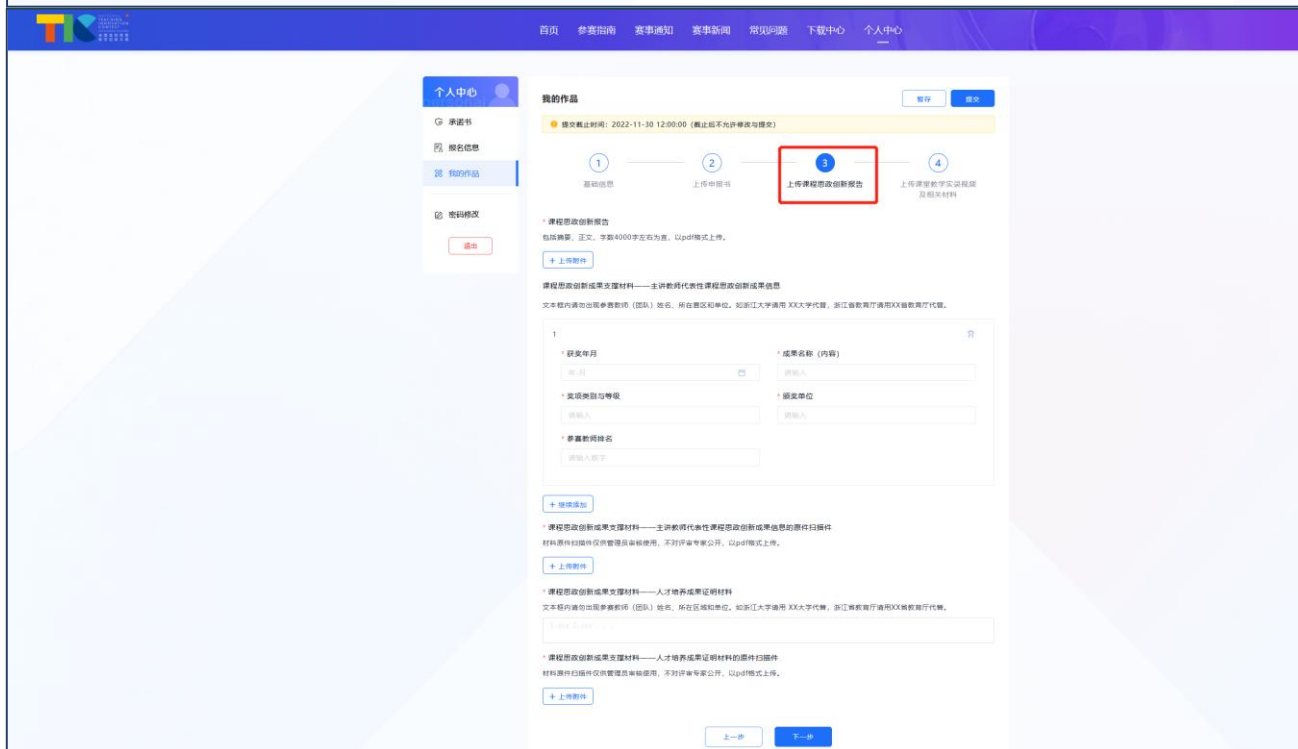 TEACHING
INNOVATION
CONTEST
首页 参赛指南 赛事通知 赛事新闻 常见问题 下载中心 个人中心
个人中心
承诺书
报名信息
我的作品
密码修改
退出
我的作品
暂存 提交
提交截止时间：2022-11-30 12:00:00（截止后不允许修改与提交）
1 2 3 4
基础信息 上传申报书 上传课程思政创新报告 上传课堂教学实录视频
及相关材料
* 课程思政创新报告
包括摘要、正文，字数4000字左右为宜，以pdf格式上传。
+ 上传附件
课程思政创新成果支撑材料——主讲教师代表性课程思政创新成果信息
文本框内请勿出现参赛教师（团队）姓名、所在赛区和单位。如浙江大学请用 XX大学代替，浙江省教育厅请用XX省教育厅代替。
1
* 获奖年月 * 成果名称（内容）
年-月 请输入
* 奖项类别与等级 * 颁奖单位
请输入 请输入
* 参赛教师排名
请输入数字
+ 继续添加
* 课程思政创新成果支撑材料——主讲教师代表性课程思政创新成果信息的原件扫描件
材料原件扫描件仅供管理员审核使用，不对评审专家公开，以pdf格式上传。
+ 上传附件
* 课程思政创新成果支撑材料——人才培养成果证明材料
文本框内请勿出现参赛教师（团队）姓名、所在区域和单位。如浙江大学请用 XX大学代替，浙江省教育厅请用XX省教育厅代替。
* 课程思政创新成果支撑材料——人才培养成果证明材料的原件扫描件
材料原件扫描件仅供管理员审核使用，不对评审专家公开，以pdf格式上传。
+ 上传附件
上一步 下一步